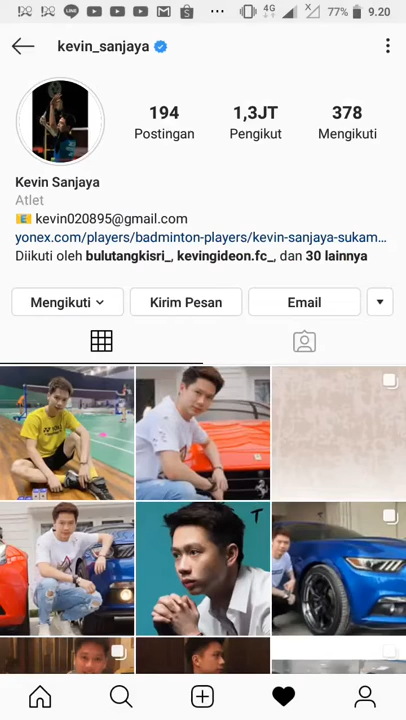 4G 77% 9.20
kevin_sanjaya
194 1,3JT 378
Postingan Pengikut Mengikuti
Kevin Sanjaya
Atlet
kevin020895@gmail.com
yonex.com/players/badminton-players/kevin-sanjaya-sukam...
Diikuti oleh bulutangkisri_, kevingideon.fc_, dan 30 lainnya
Mengikuti Kirim Pesan Email